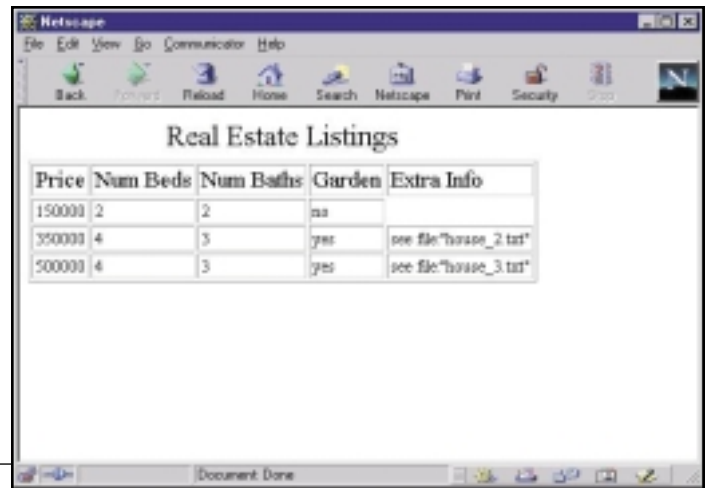 Netscape
File Edit View Go Communicator Help
Back Forward Reload Home Search Netscape Print Security Stop
Real Estate Listings
Price Num Beds Num Baths Garden Extra Info
150000 2 2 no
350000 4 3 yes see file:"house_2.txt"
500000 4 3 yes see file:"house_3.txt"
Document: Done